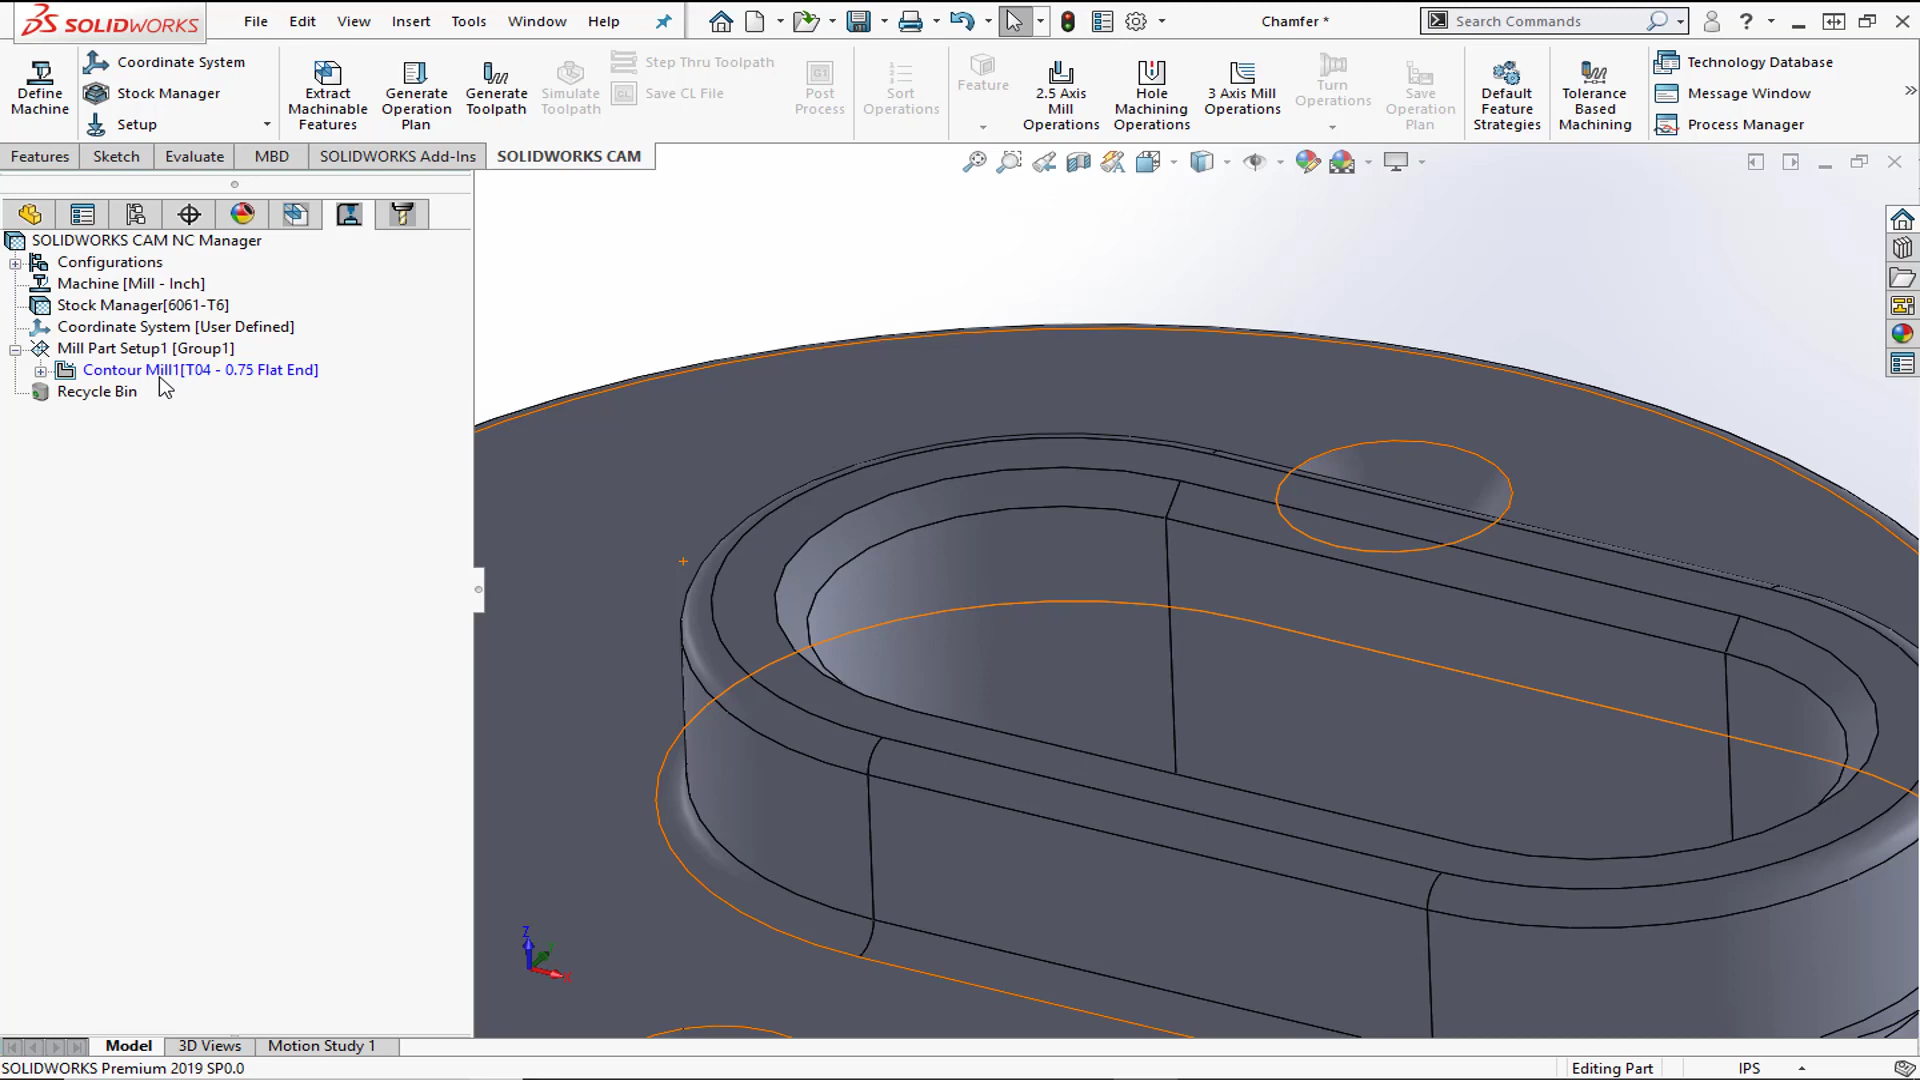 SOLIDWORKS File Edit View Insert Tools Window Help Chamfer * Search Commands
Define Machine
Coordinate System
Stock Manager
Setup
Extract Machinable Features
Generate Operation Plan
Generate Toolpath
Simulate Toolpath
Step Thru Toolpath
Save CL File
G1
Post Process
Sort Operations
Feature
2.5 Axis Mill Operations
Hole Machining Operations
3 Axis Mill Operations
Turn Operations
Save Operation Plan
Default Feature Strategies
Tolerance Based Machining
Technology Database
Message Window
Process Manager
Features Sketch Evaluate MBD SOLIDWORKS Add-Ins SOLIDWORKS CAM
SOLIDWORKS CAM NC Manager
Configurations
Machine [Mill - Inch]
Stock Manager[6061-T6]
Coordinate System [User Defined]
Mill Part Setup1 [Group1]
Contour Mill1[T04 - 0.75 Flat End]
Recycle Bin
Z
X
Model 3D Views Motion Study 1
SOLIDWORKS Premium 2019 SP0.0 Editing Part IPS